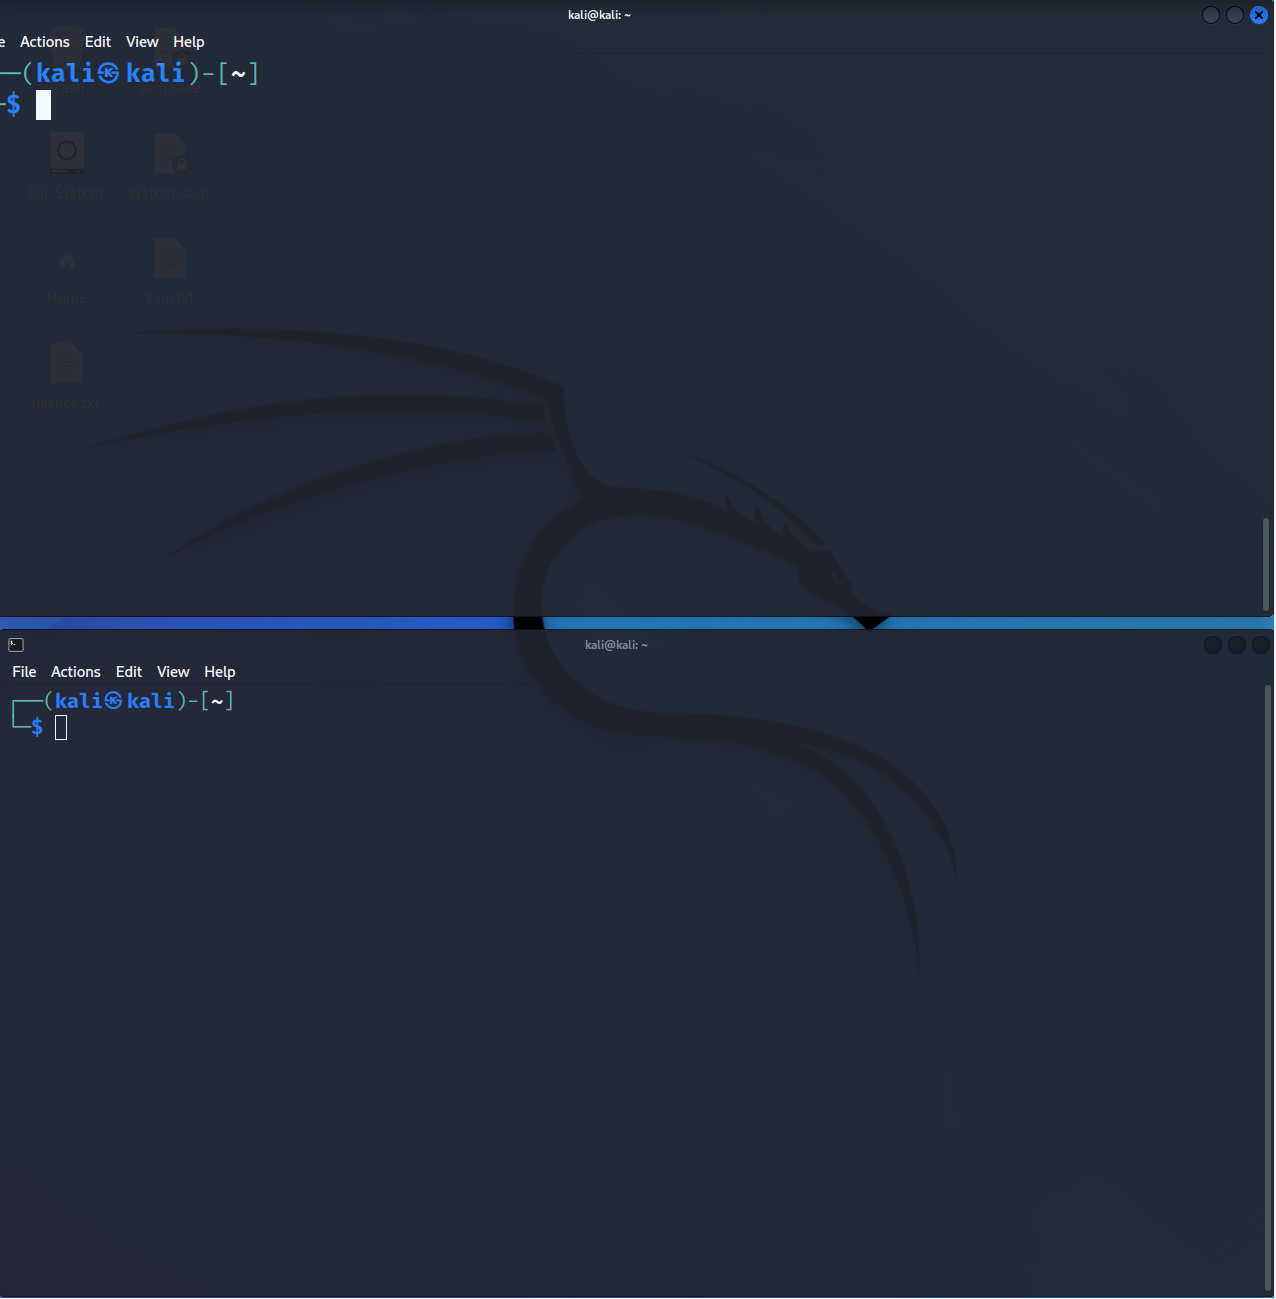 kali@kali: ~
e Actions Edit View Help
──(kali㉿kali)-[~]
─$
File System
system.save
Home
zain.txt
hashes.txt
kali@kali: ~
File Actions Edit View Help
┌──(kali㉿kali)-[~]
└─$